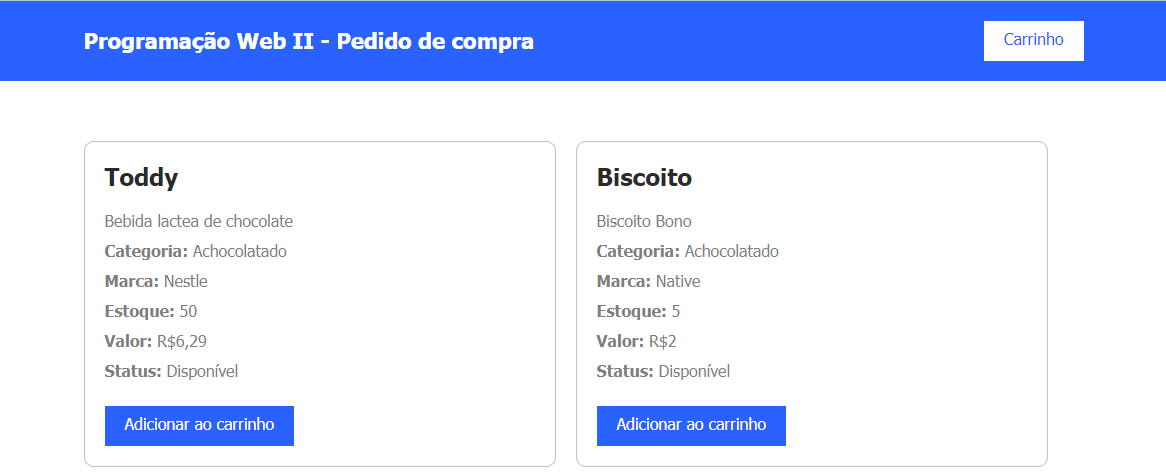 Programação Web II - Pedido de compra
Carrinho
Toddy
Bebida lactea de chocolate
Categoria: Achocolatado
Marca: Nestle
Estoque: 50
Valor: R$6,29
Status: Disponível
Adicionar ao carrinho
Biscoito
Biscoito Bono
Categoria: Achocolatado
Marca: Native
Estoque: 5
Valor: R$2
Status: Disponível
Adicionar ao carrinho